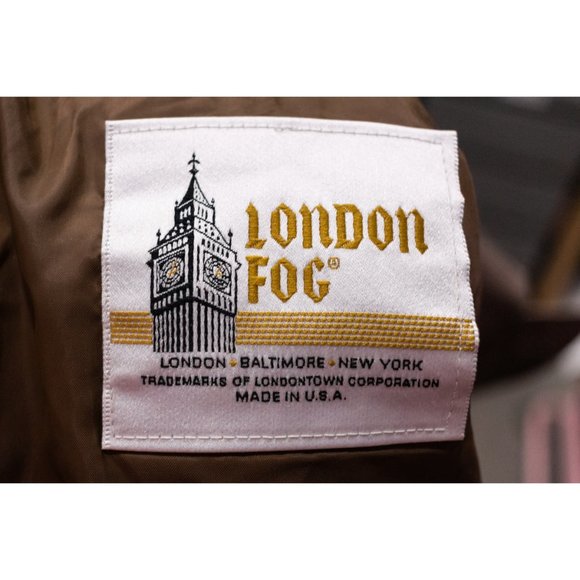 LONDON
FOG®
LONDON • BALTIMORE • NEW YORK
TRADEMARKS OF LONDONTOWN CORPORATION
MADE IN U.S.A.